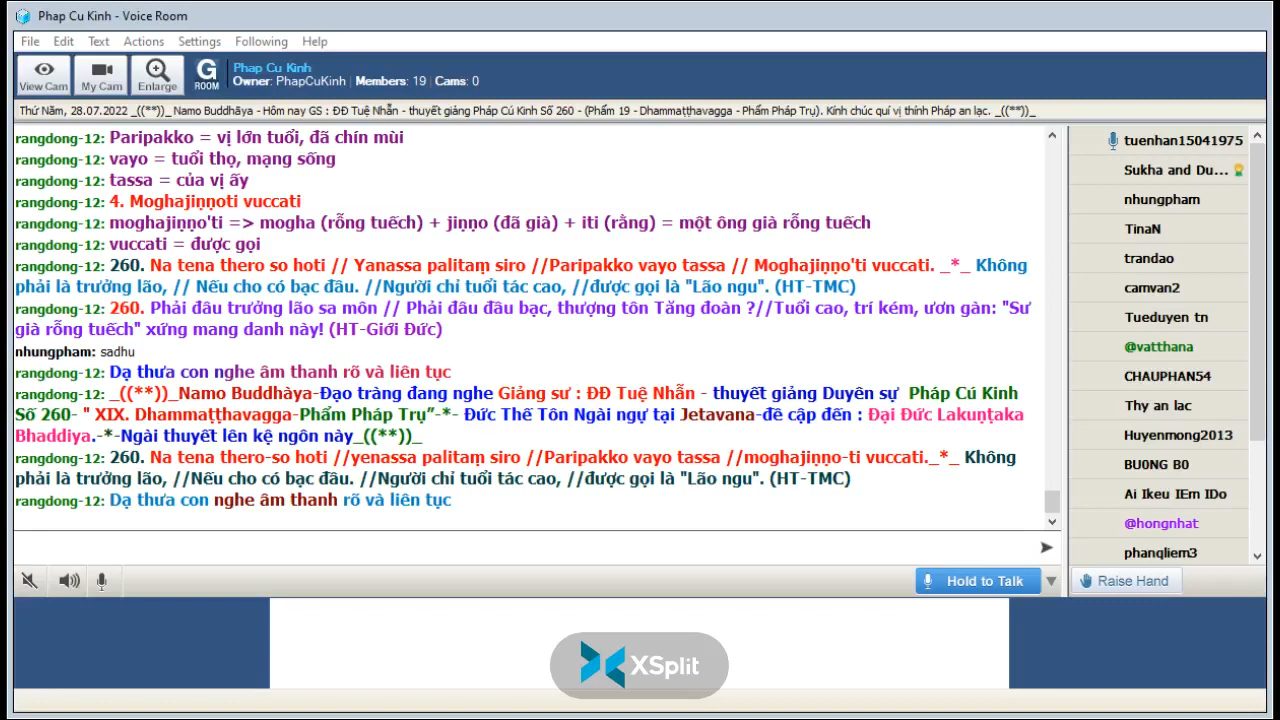 Phap Cu Kinh - Voice Room
File Edit Text Actions Settings Following Help
View Cam
My Cam
Enlarge
G ROOM
Phap Cu Kinh
Owner: PhapCuKinh | Members: 19 | Cams: 0
Thứ Năm, 28.07.2022 _((**))_Namo Buddhāya - Hôm nay GS : ĐĐ Tuệ Nhẫn - thuyết giảng Pháp Cú Kinh Số 260 - (Phẩm 19 - Dhammaṭṭhavagga - Phẩm Pháp Trụ). Kính chúc quí vị thính Pháp an lạc. _((**))_
rangdong-12: Paripakko = vị lớn tuổi, đã chín mùi
rangdong-12: vayo = tuổi thọ, mạng sống
rangdong-12: tassa = của vị ấy
rangdong-12: 4. Moghajiṇṇoti vuccati
rangdong-12: moghajiṇṇo'ti => mogha (rỗng tuếch) + jiṇṇo (đã già) + iti (rằng) = một ông già rỗng tuếch
rangdong-12: vuccati = được gọi
rangdong-12: 260. Na tena thero so hoti // Yanassa palitaṃ siro //Paripakko vayo tassa // Moghajiṇṇo'ti vuccati. _*_ Không
phải là trưởng lão, // Nếu cho có bạc đầu. //Người chỉ tuổi tác cao, //được gọi là "Lão ngu". (HT-TMC)
rangdong-12: 260. Phải đâu trưởng lão sa môn // Phải đâu đầu bạc, thượng tôn Tăng đoàn ?//Tuổi cao, trí kém, ươn gàn: "Sư
già rỗng tuếch" xứng mang danh này! (HT-Giới Đức)
nhungpham: sadhu
rangdong-12: Dạ thưa con nghe âm thanh rõ và liên tục
rangdong-12: _((**))_Namo Buddhàya-Đạo tràng đang nghe Giảng sư : ĐĐ Tuệ Nhẫn - thuyết giảng Duyên sự Pháp Cú Kinh
Số 260- " XIX. Dhammaṭṭhavagga-Phẩm Pháp Trụ”-*- Đức Thế Tôn Ngài ngự tại Jetavana-đề cập đến : Đại Đức Lakuṇṭaka
Bhaddiya.-*-Ngài thuyết lên kệ ngôn này_((**))_
rangdong-12: 260. Na tena thero-so hoti //yenassa palitaṃ siro //Paripakko vayo tassa //moghajiṇṇo-ti vuccati._*_ Không
phải là trưởng lão, //Nếu cho có bạc đầu. //Người chỉ tuổi tác cao, //được gọi là "Lão ngu". (HT-TMC)
rangdong-12: Dạ thưa con nghe âm thanh rõ và liên tục
tuenhan15041975
Sukha and Du...
nhungpham
TinaN
trandao
camvan2
Tueduyen tn
@vatthana
CHAUPHAN54
Thy an lac
Huyenmong2013
BU0NG B0
Ai Ikeu IEm IDo
@hongnhat
phanqliem3
Hold to Talk
Raise Hand
XSplit